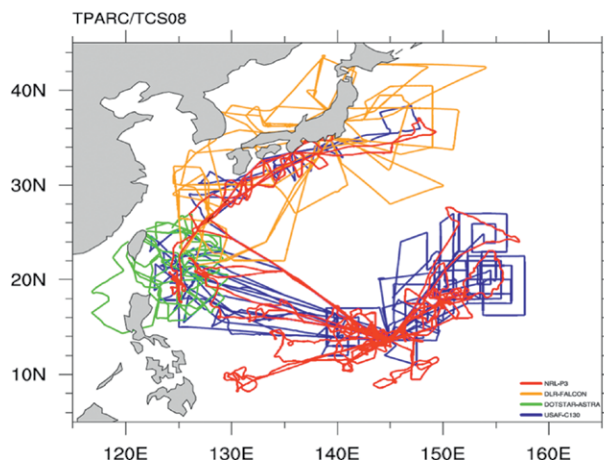 TPARC/TCS08
40N
30N
20N
10N
NRL-P3
DLR-FALCON
DOTSTAR-ASTRA
USAF-C130
120E 130E 140E 150E 160E